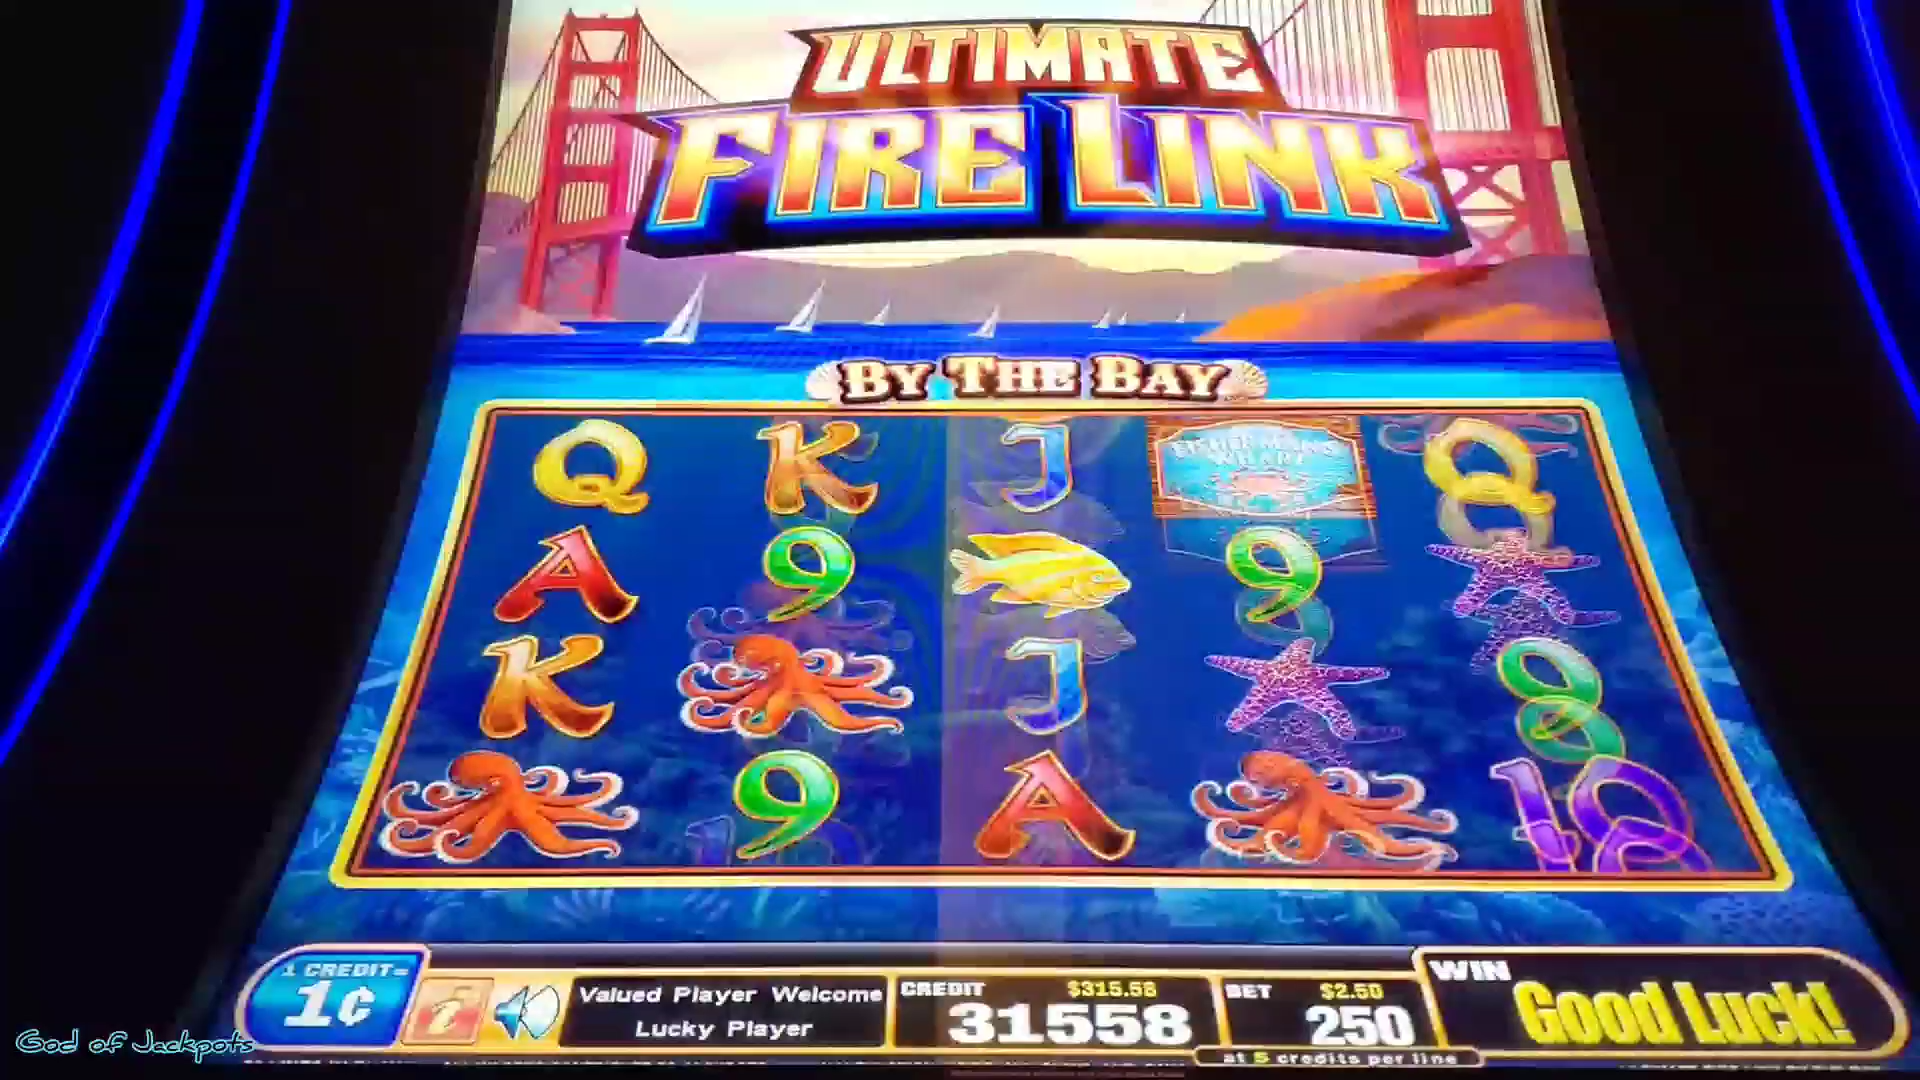 ULTIMATE
FIRE LINK
BY THE BAY
Q K J FISHERMAN'S WHARF Q
A 9 9
K J 9
9 A 10
1 CREDIT=
1¢
Valued Player Welcome
Lucky Player
CREDIT $315.58
31558
BET $2.50
250
at 5 credits per line
WIN
Good Luck!
God of Jackpots